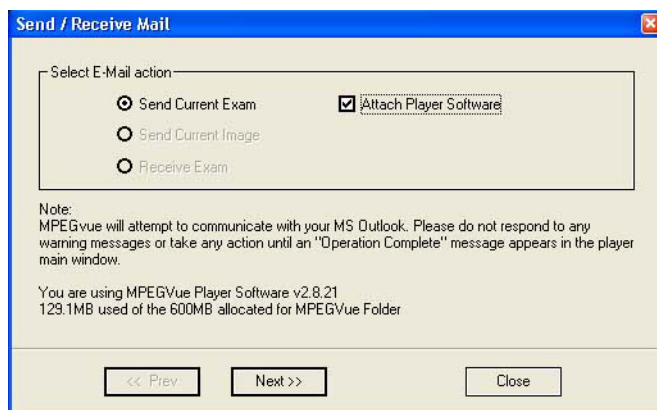 Send / Receive Mail
Select E-Mail action
Send Current Exam
Attach Player Software
Send Current Image
Receive Exam
Note:
MPEGvue will attempt to communicate with your MS Outlook. Please do not respond to any
warning messages or take any action until an "Operation Complete" message appears in the player
main window.
You are using MPEGVue Player Software v2.8.21
129.1MB used of the 600MB allocated for MPEGVue Folder
<< Prev
Next >>
Close